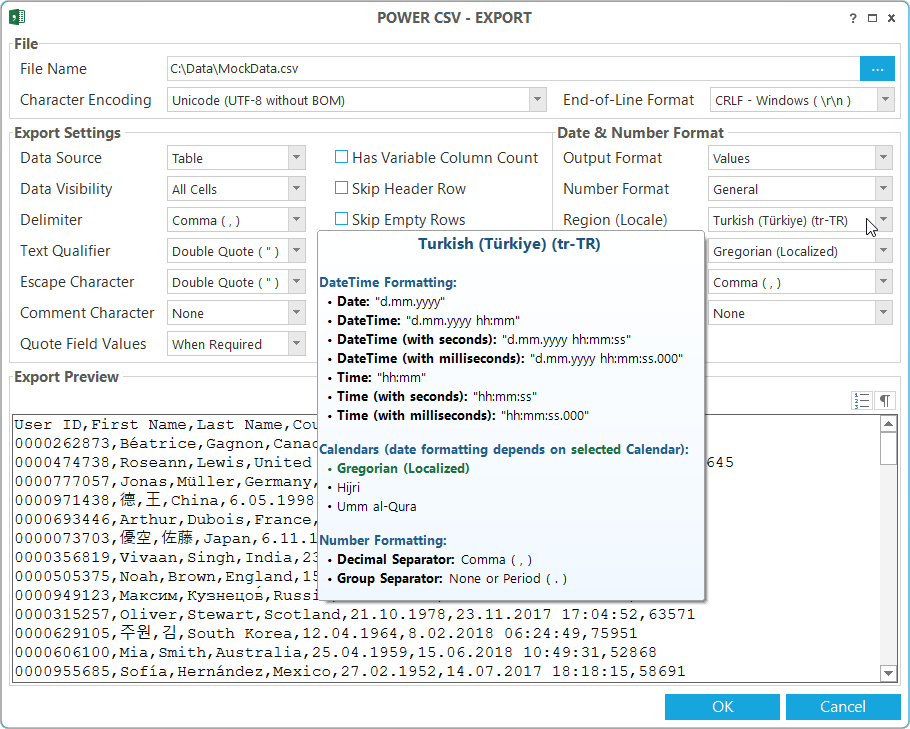 POWER CSV - EXPORT
?
File
File Name
C:\Data\MockData.csv
...
Character Encoding
Unicode (UTF-8 without BOM)
End-of-Line Format
CRLF - Windows ( \r\n )
Export Settings
Data Source
Table
Has Variable Column Count
Data Visibility
All Cells
Skip Header Row
Delimiter
Comma ( , )
Skip Empty Rows
Text Qualifier
Double Quote ( " )
Escape Character
Double Quote ( " )
Comment Character
None
Quote Field Values
When Required
Date & Number Format
Output Format
Values
Number Format
General
Region (Locale)
Turkish (Türkiye) (tr-TR)
Gregorian (Localized)
Comma ( , )
None
Turkish (Türkiye) (tr-TR)
DateTime Formatting:
• Date: "d.mm.yyyy"
• DateTime: "d.mm.yyyy hh:mm"
• DateTime (with seconds): "d.mm.yyyy hh:mm:ss"
• DateTime (with milliseconds): "d.mm.yyyy hh:mm:ss.000"
• Time: "hh:mm"
• Time (with seconds): "hh:mm:ss"
• Time (with milliseconds): "hh:mm:ss.000"
Calendars (date formatting depends on selected Calendar):
• Gregorian (Localized)
• Hijri
• Umm al-Qura
Number Formatting:
• Decimal Separator: Comma ( , )
• Group Separator: None or Period ( . )
Export Preview
User ID,First Name,Last Name,Cou
0000262873,Béatrice,Gagnon,Canad
0000474738,Roseann,Lewis,United 645
0000777057,Jonas,Müller,Germany,
0000971438,德,王,China,6.05.1998
0000693446,Arthur,Dubois,France,
0000073703,優空,佐藤,Japan,6.11.1
0000356819,Vivaan,Singh,India,23
0000505375,Noah,Brown,England,15
0000949123,Максим,Кузнецо́в,Russi
0000315257,Oliver,Stewart,Scotland,21.10.1978,23.11.2017 17:04:52,63571
0000629105,주원,김,South Korea,12.04.1964,8.02.2018 06:24:49,75951
0000606100,Mia,Smith,Australia,25.04.1959,15.06.2018 10:49:31,52868
0000955685,Sofía,Hernández,Mexico,27.02.1952,14.07.2017 18:18:15,58691
OK
Cancel